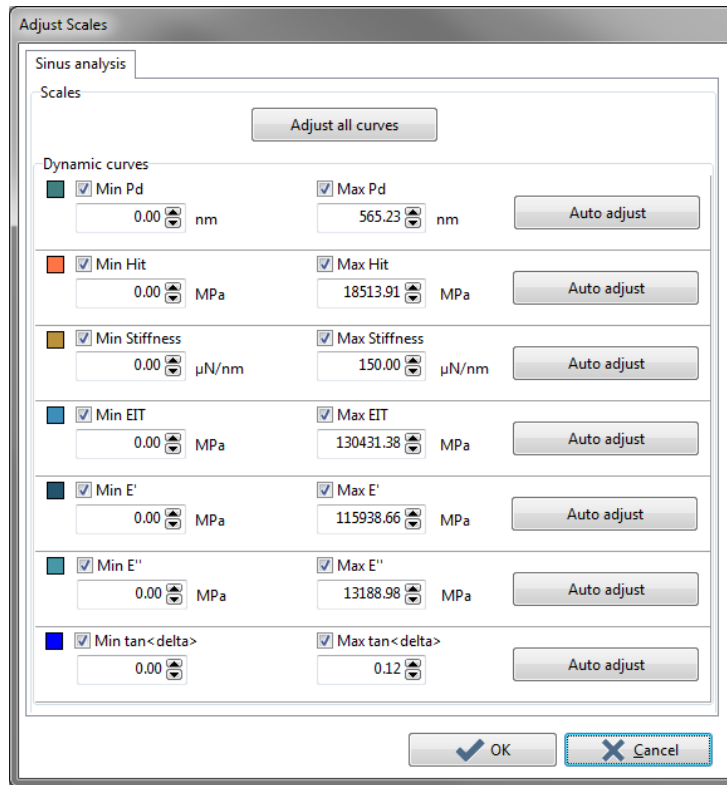 Adjust Scales
Sinus analysis
Scales
Adjust all curves
Dynamic curves
Min Pd Max Pd
0.00 nm 565.23 nm Auto adjust
Min Hit Max Hit
0.00 MPa 18513.91 MPa Auto adjust
Min Stiffness Max Stiffness
0.00 µN/nm 150.00 µN/nm Auto adjust
Min EIT Max EIT
0.00 MPa 130431.38 MPa Auto adjust
Min E' Max E'
0.00 MPa 115938.66 MPa Auto adjust
Min E'' Max E''
0.00 MPa 13188.98 MPa Auto adjust
Min tan<delta> Max tan<delta>
0.00 0.12 Auto adjust
OK Cancel